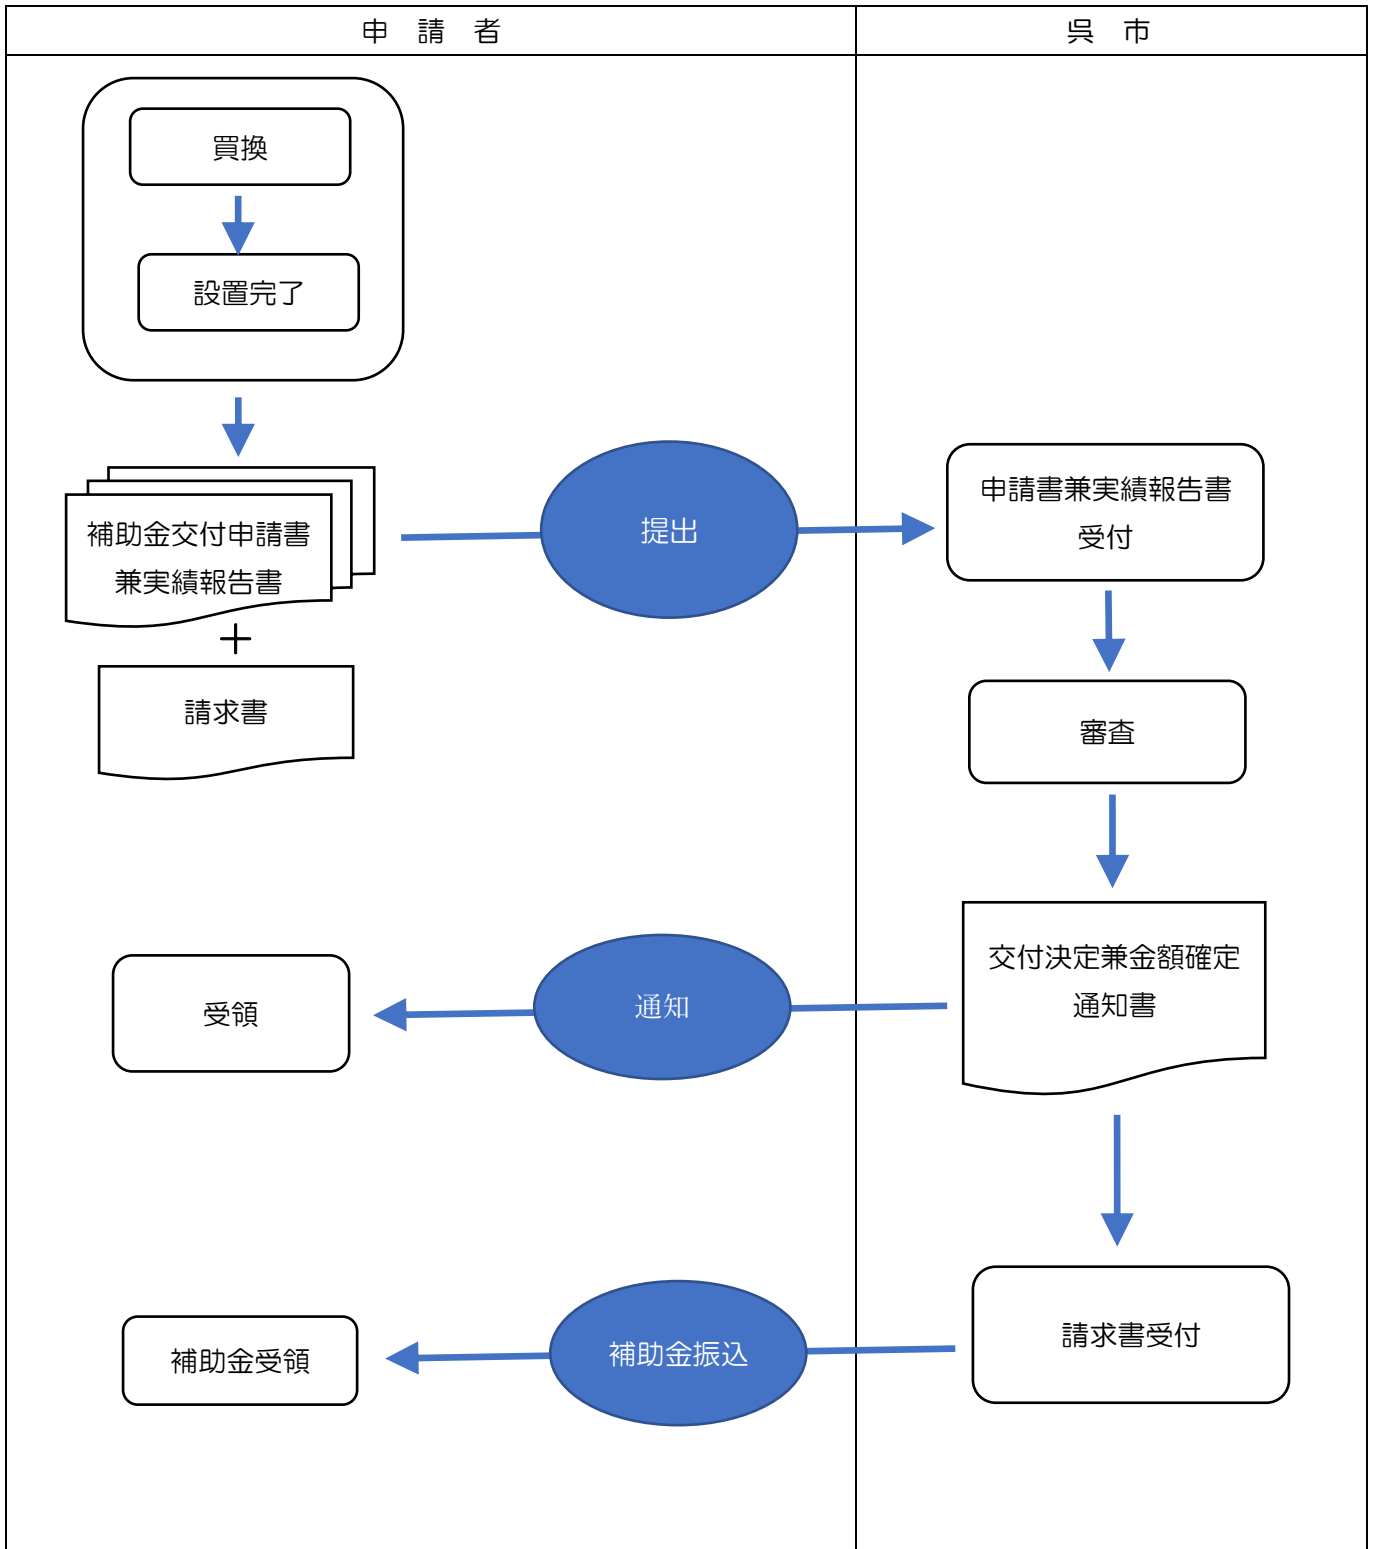 申　請　者
呉　市
買換
設置完了
補助金交付申請書
兼実績報告書
＋
請求書
提出
申請書兼実績報告書
受付
審査
交付決定兼金額確定
通知書
通知
受領
請求書受付
補助金振込
補助金受領